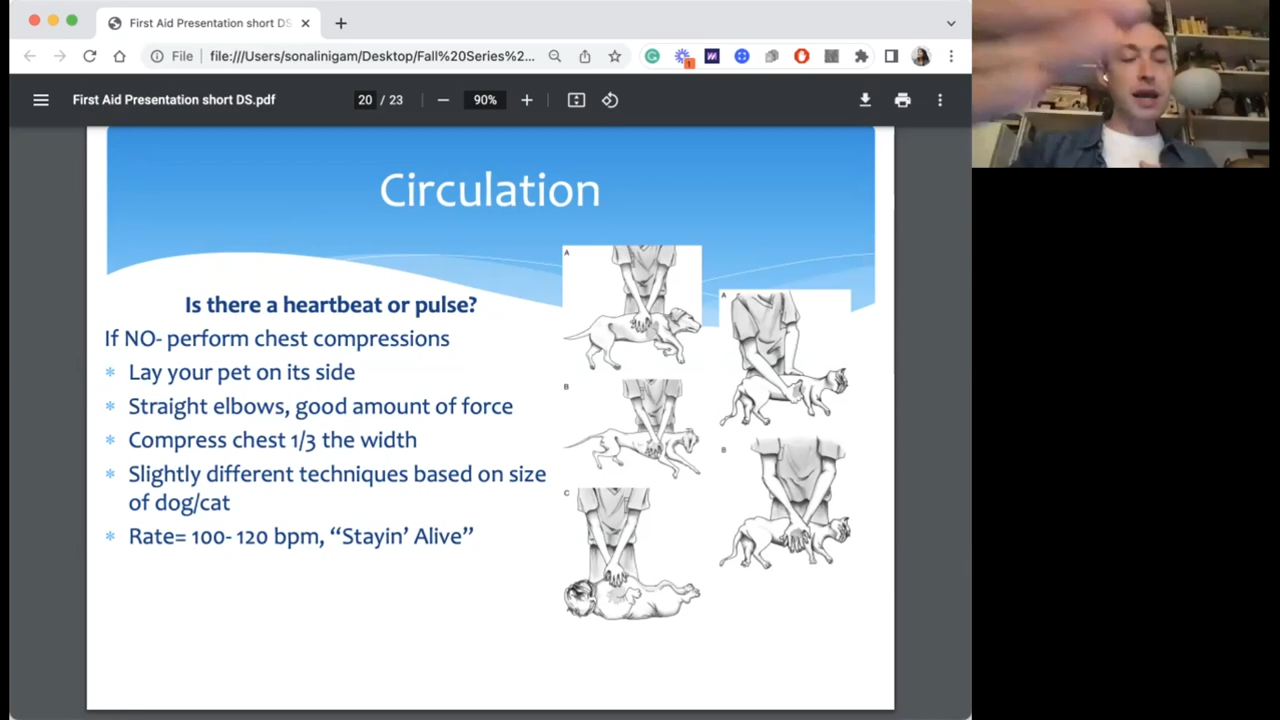 First Aid Presentation short DS
File
file:///Users/sonalinigam/Desktop/Fall%20Series%2...
1
First Aid Presentation short DS.pdf
20 / 23
90%
Circulation
Is there a heartbeat or pulse?
If NO- perform chest compressions
* Lay your pet on its side
* Straight elbows, good amount of force
* Compress chest 1/3 the width
* Slightly different techniques based on size
of dog/cat
* Rate= 100- 120 bpm, “Stayin’ Alive”
A
B
C
A
B